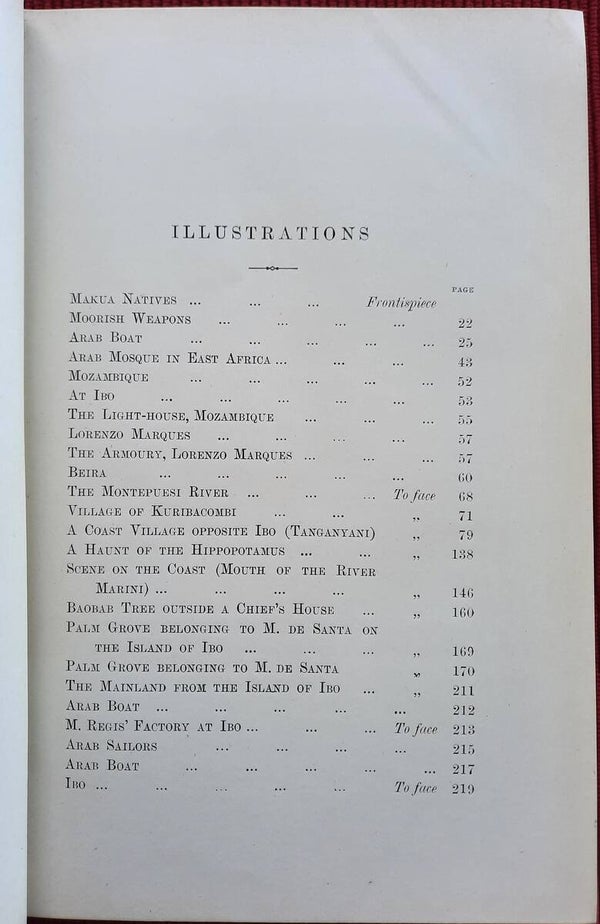 ILLUSTRATIONS
PAGE
MAKUA NATIVES ... ... ... Frontispiece
MOORISH WEAPONS ... ... ... ... 22
ARAB BOAT ... ... ... ... ... 25
ARAB MOSQUE IN EAST AFRICA ... ... ... 43
MOZAMBIQUE ... ... ... ... ... 52
AT IBO ... ... ... ... ... 53
THE LIGHT-HOUSE, MOZAMBIQUE ... ... ... 55
LORENZO MARQUES ... ... ... ... 57
THE ARMOURY, LORENZO MARQUES ... ... ... 57
BEIRA ... ... ... ... ... 60
THE MONTEPUESI RIVER ... ... ... To face 68
VILLAGE OF KURIBACOMBI ... ... „ 71
A COAST VILLAGE OPPOSITE IBO (TANGANYANI) „ 79
A HAUNT OF THE HIPPOPOTAMUS ... ... „ 138
SCENE ON THE COAST (MOUTH OF THE RIVER
MARINI) ... ... ... ... „ 146
BAOBAB TREE OUTSIDE A CHIEF'S HOUSE ... „ 160
PALM GROVE BELONGING TO M. DE SANTA ON
THE ISLAND OF IBO ... ... ... „ 169
PALM GROVE BELONGING TO M. DE SANTA „ 170
THE MAINLAND FROM THE ISLAND OF IBO ... „ 211
ARAB BOAT ... ... ... ... ... 212
M. REGIS' FACTORY AT IBO ... ... ... To face 213
ARAB SAILORS ... ... ... ... 215
ARAB BOAT ... ... ... ... ... 217
IBO ... ... ... ... ... To face 219